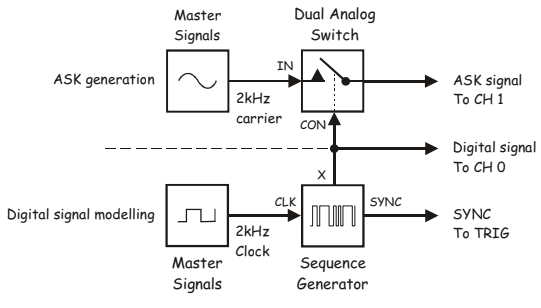 Master
Signals
Dual Analog
Switch
ASK generation
IN
2kHz
carrier
ASK signal
To CH 1
CON
Digital signal
To CH 0
X
Digital signal modelling
CLK
2kHz
Clock
SYNC
SYNC
To TRIG
Master
Signals
Sequence
Generator